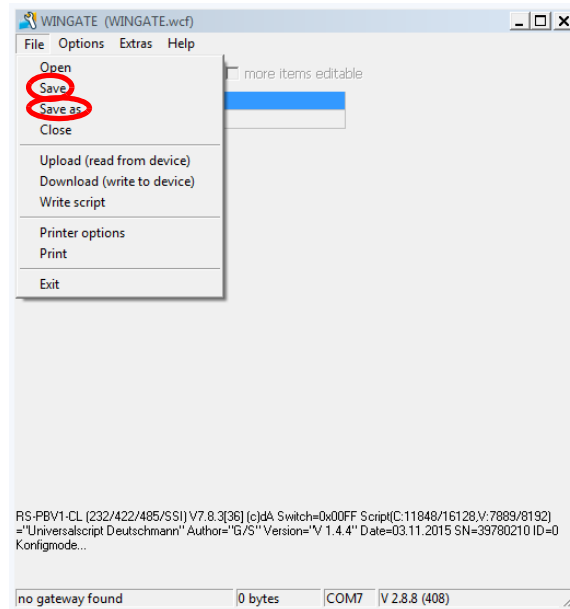 WINGATE (WINGATE.wcf)
File Options Extras Help
Open
more items editable
Save
Save as
Close
Upload (read from device)
Download (write to device)
Write script
Printer options
Print
Exit
RS-PBV1-CL (232/422/485/SSI) V7.8.3[36] (c)dA Switch=0x00FF Script(C:11848/16128,V:7889/8192)
="Universalscript Deutschmann" Author="G/S" Version="V 1.4.4" Date=03.11.2015 SN=39780210 ID=0
Konfigmode...
no gateway found 0 bytes COM7 V 2.8.8 (408)